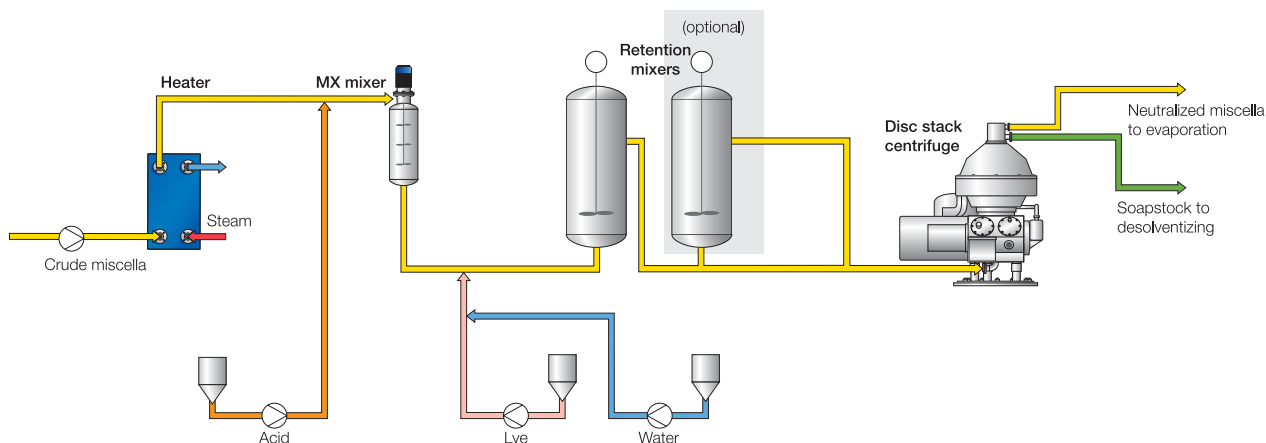 (optional)
Retention
mixers
Heater
MX mixer
Disc stack
centrifuge
Neutralized miscella
to evaporation
Steam
Soapstock to
desolventizing
Crude miscella
Acid
Lye
Water